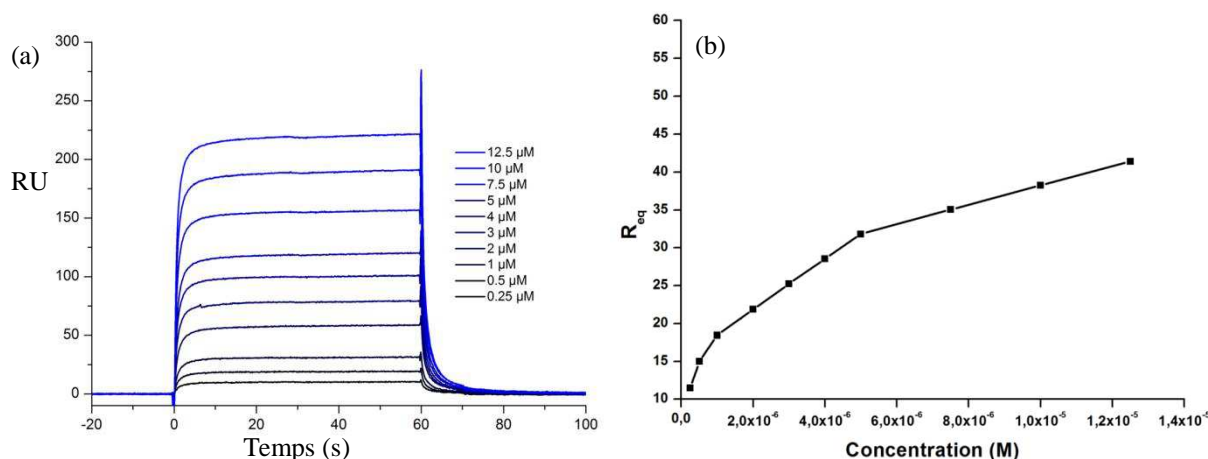 (a)
300
250
200
150
100
50
0
RU
-20
0
20
40
60
80
100
Temps (s)
12.5 µM
10 µM
7.5 µM
5 µM
4 µM
3 µM
2 µM
1 µM
0.5 µM
0.25 µM
(b)
60
55
50
45
40
35
30
25
20
15
10
Req
0,0
2,0x10⁻⁶
4,0x10⁻⁶
6,0x10⁻⁶
8,0x10⁻⁶
1,0x10⁻⁵
1,2x10⁻⁵
1,4x10⁻⁵
Concentration (M)